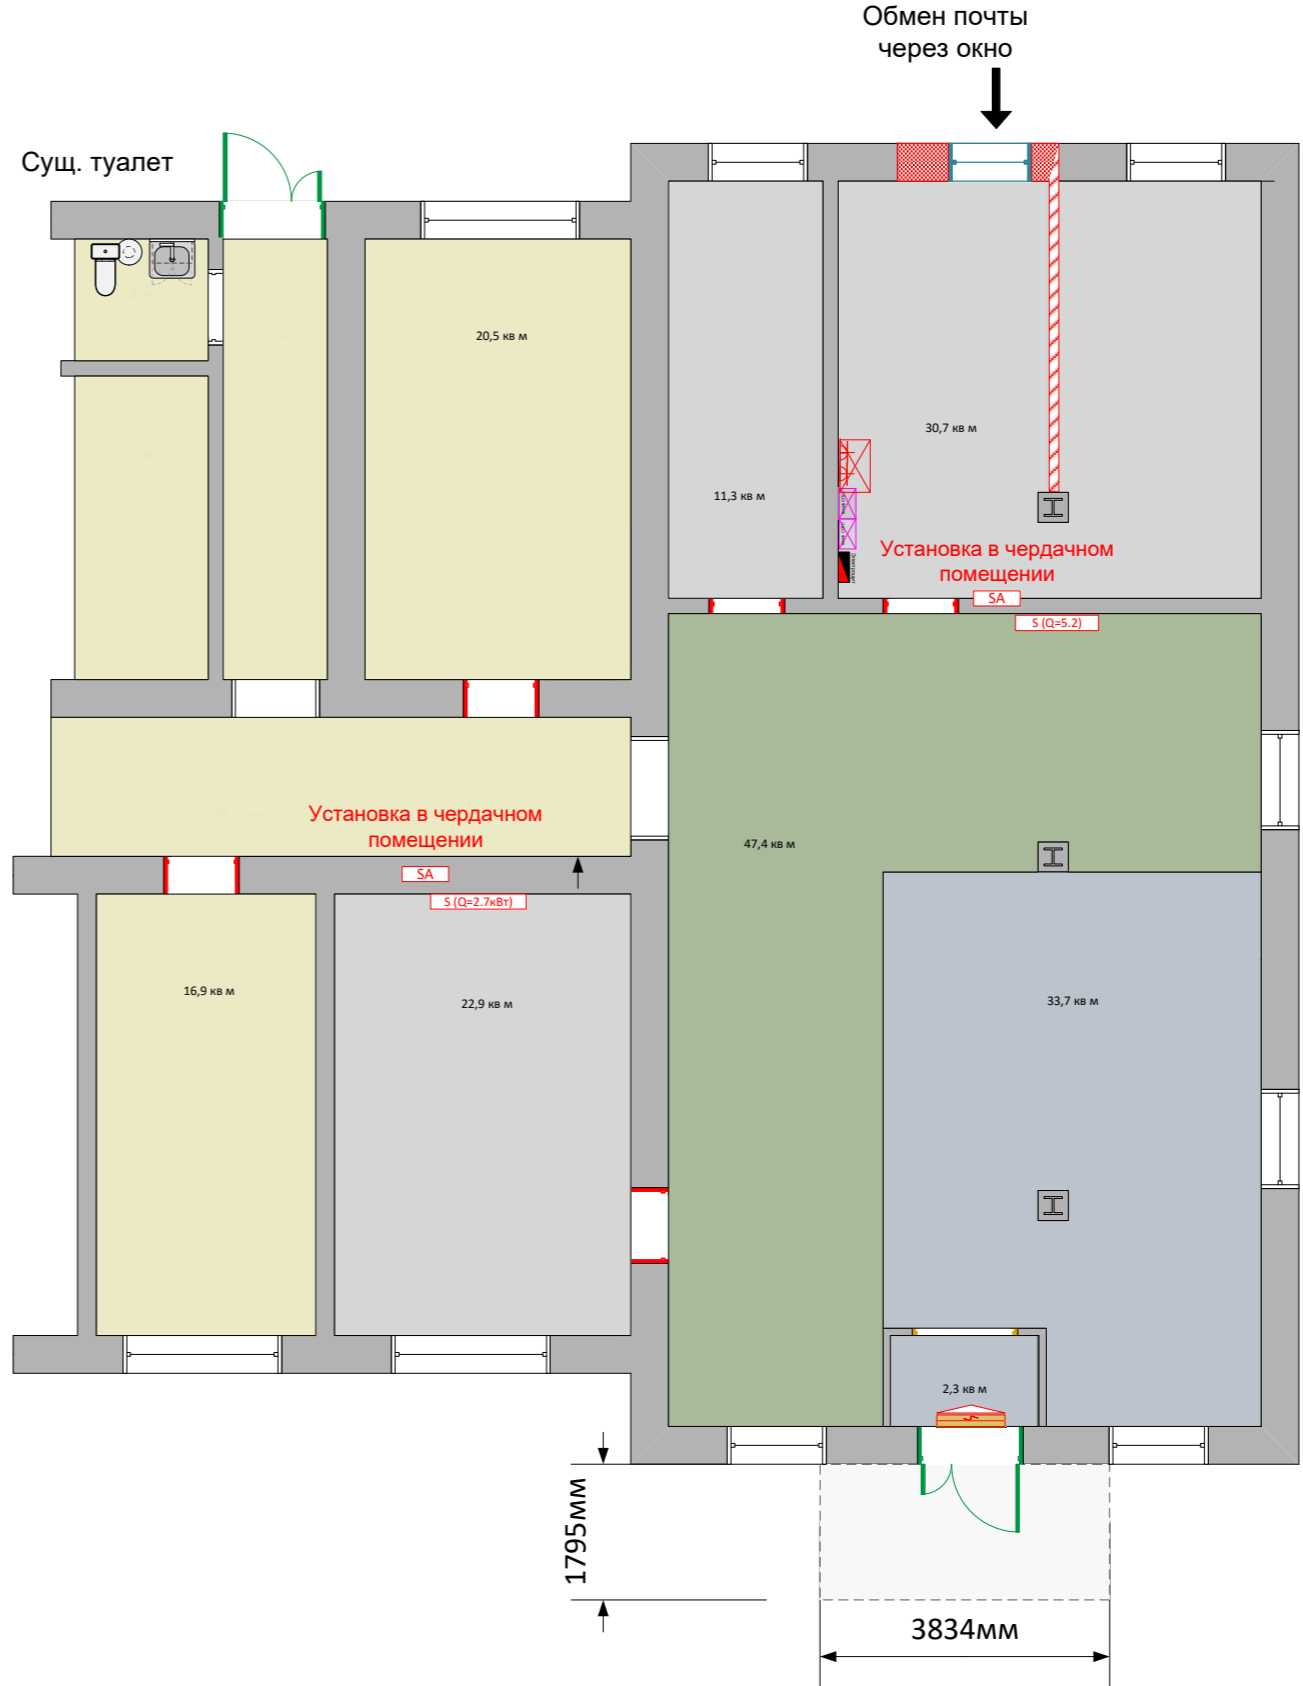 Обмен почты
через окно
Сущ. туалет
20,5 кв м
30,7 кв м
11,3 кв м
Установка в чердачном
помещении
SA
S (Q=5.2)
Установка в чердачном
помещении
47,4 кв м
SA
S (Q=2.7кВт)
16,9 кв м
22,9 кв м
33,7 кв м
2,3 кв м
1795мм
3834мм